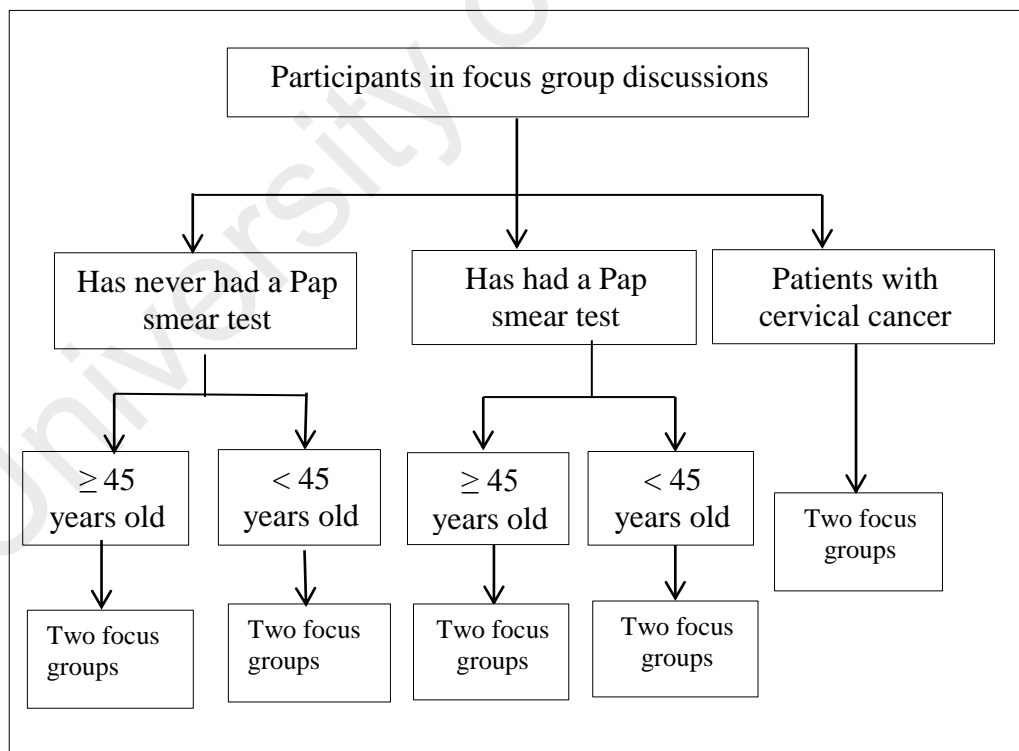 University o
Participants in focus group discussions
Has never had a Pap
smear test
Has had a Pap
smear test
Patients with
cervical cancer
≥ 45
years old
< 45
years old
≥ 45
years old
< 45
years old
Two focus
groups
Two focus
groups
Two focus
groups
Two focus
groups
Two focus
groups